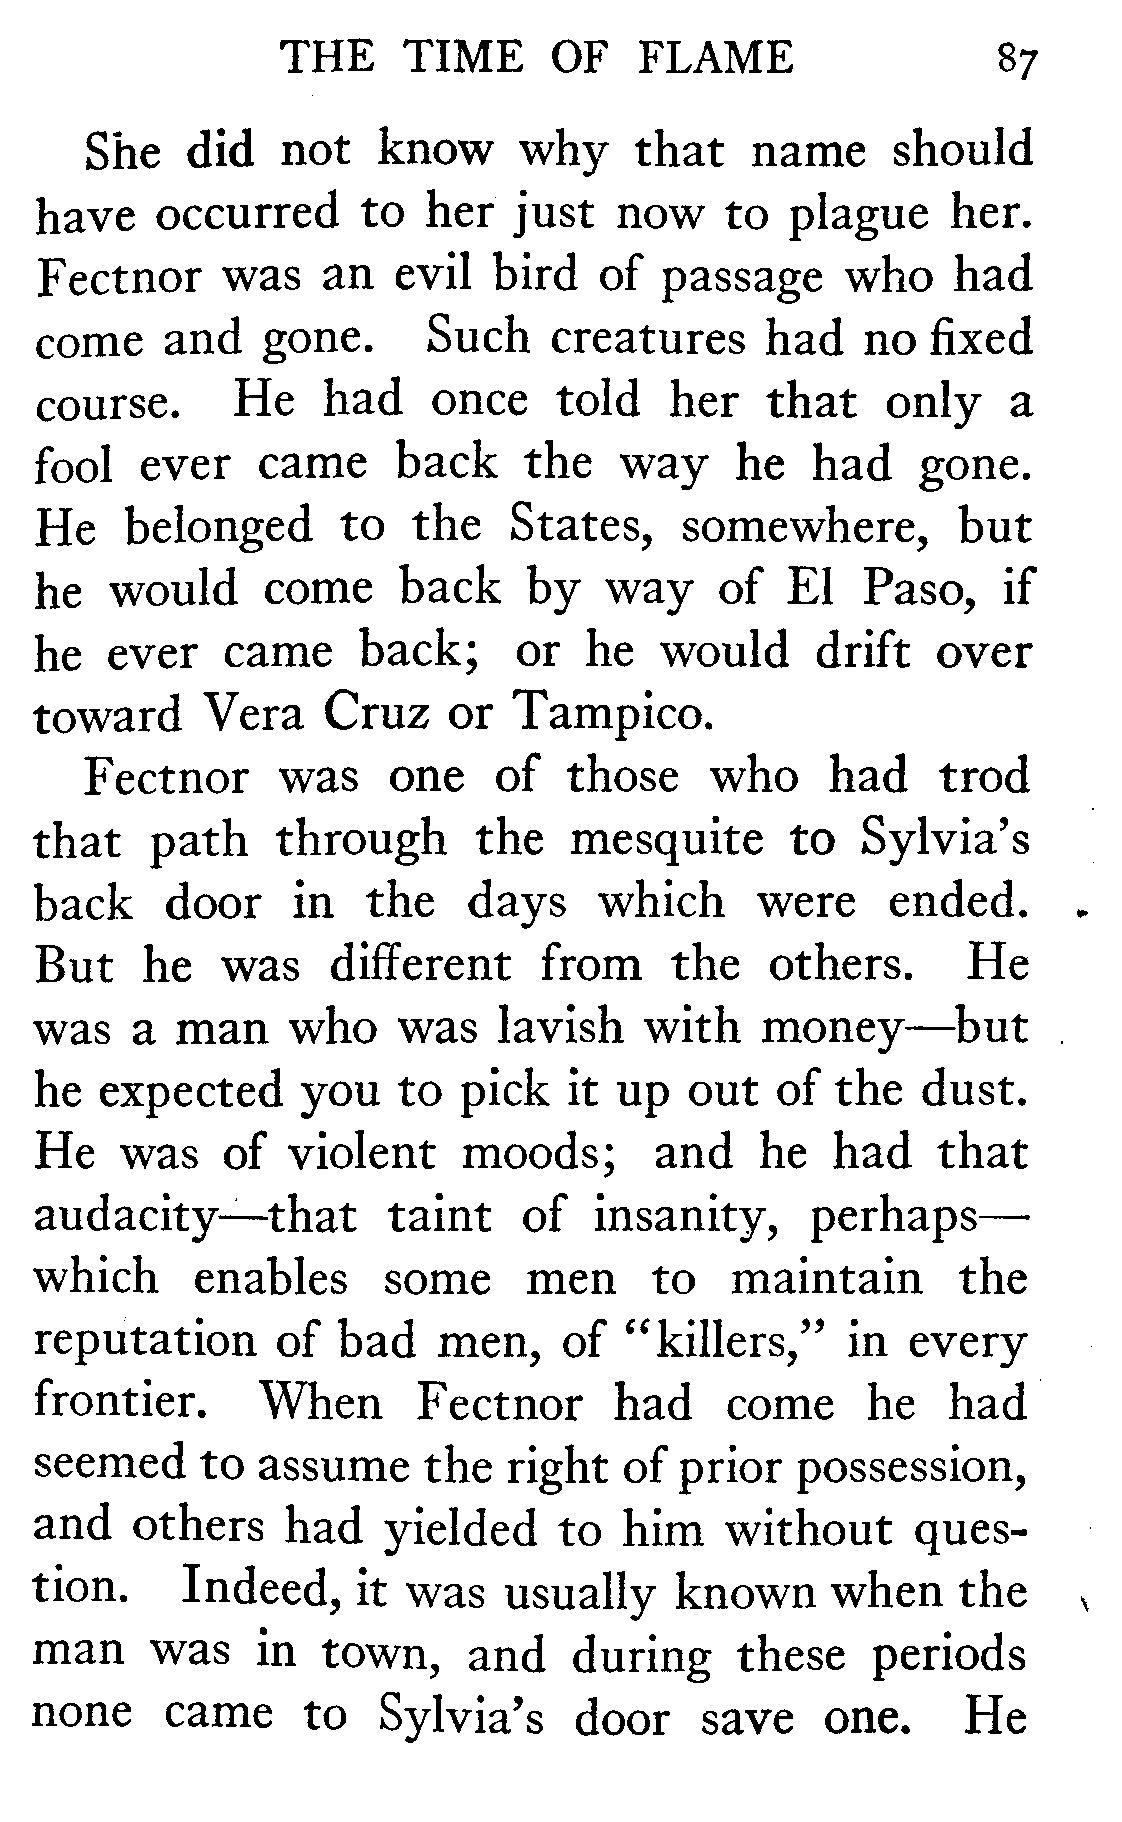 THE TIME OF FLAME 87
She did not know why that name should
have occurred to her just now to plague her.
Fectnor was an evil bird of passage who had
come and gone. Such creatures had no fixed
course. He had once told her that only a
fool ever came back the way he had gone.
He belonged to the States, somewhere, but
he would come back by way of El Paso, if
he ever came back; or he would drift over
toward Vera Cruz or Tampico.
Fectnor was one of those who had trod
that path through the mesquite to Sylvia's
back door in the days which were ended.
But he was different from the others. He
was a man who was lavish with money—but
he expected you to pick it up out of the dust.
He was of violent moods; and he had that
audacity—that taint of insanity, perhaps—
which enables some men to maintain the
reputation of bad men, of "killers," in every
frontier. When Fectnor had come he had
seemed to assume the right of prior possession,
and others had yielded to him without ques-
tion. Indeed, it was usually known when the
man was in town, and during these periods
none came to Sylvia's door save one. He